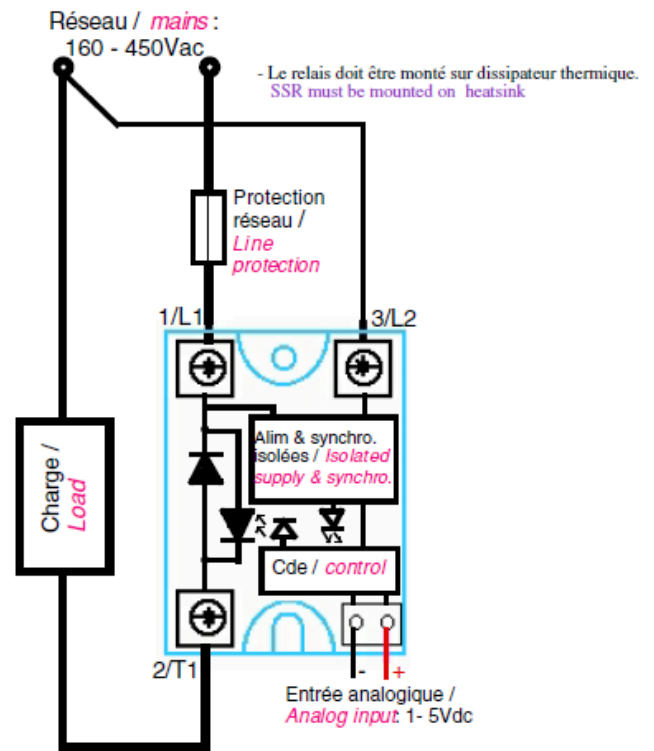 Réseau / mains :
160 - 450Vac
- Le relais doit être monté sur dissipateur thermique.
SSR must be mounted on heatsink
Protection
réseau /
Line
protection
1/L1
3/L2
Alim & synchro.
isolées / Isolated
supply & synchro.
Charge /
Load
Cde / control
2/T1
- +
Entrée analogique /
Analog input: 1- 5Vdc